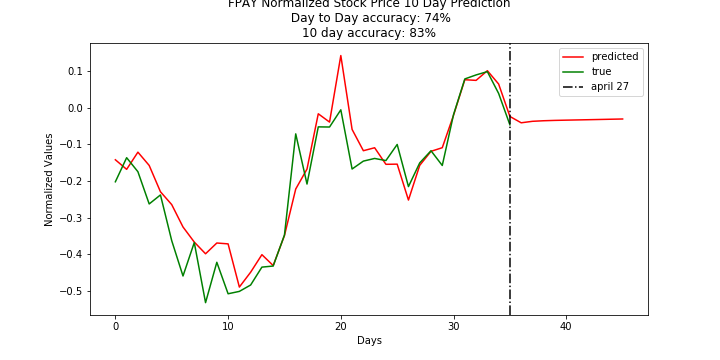 FPAY Normalized Stock Price 10 Day Prediction
Day to Day accuracy: 74%
10 day accuracy: 83%
predicted
true
april 27
Normalized Values
0.1
0.0
−0.1
−0.2
−0.3
−0.4
−0.5
0
10
20
30
40
Days